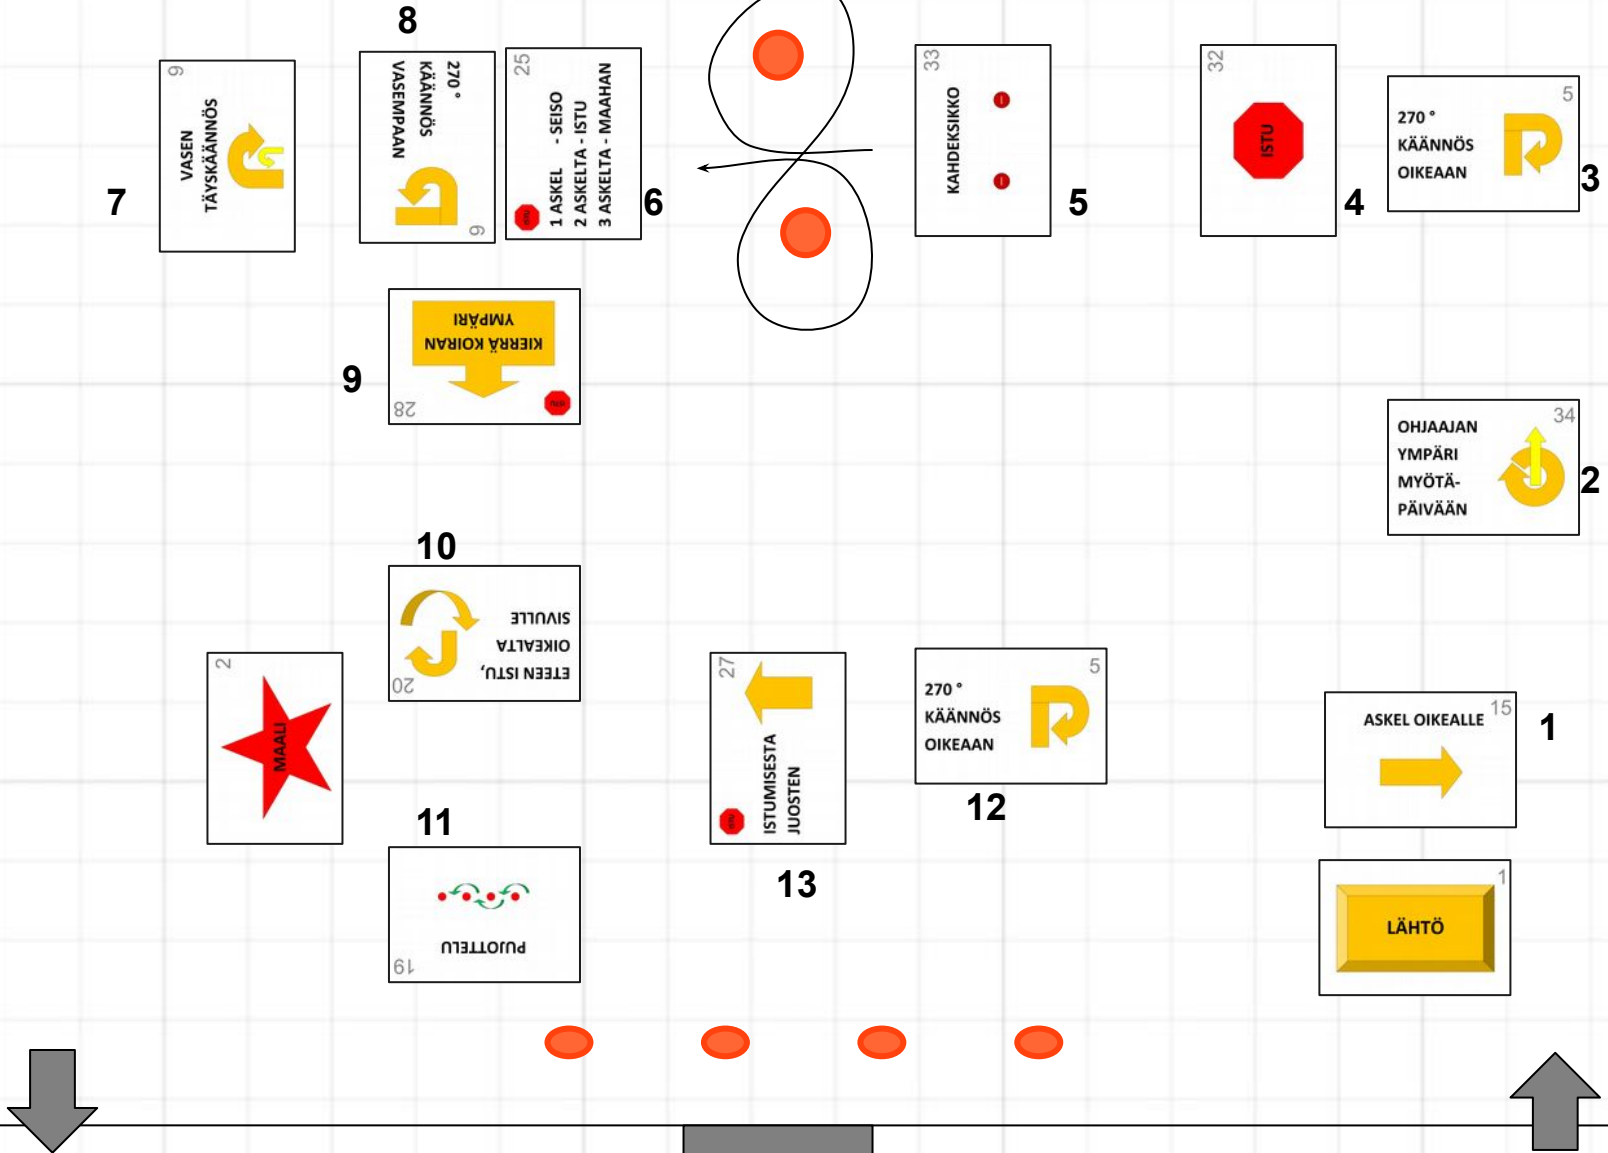 8
9
VASEN
TÄYSKÄÄNNÖS
7
270 °
KÄÄNNÖS
VASEMPAAN
6
25
1 ASKEL - SEISO
2 ASKELTA - ISTU
3 ASKELTA - MAAHAN
6
33
KAHDEKSIKKO
5
32
ISTU
4
5
270 °
KÄÄNNÖS
OIKEAAN
3
KIERRÄ KOIRAN
YMPÄRI
28
ISTU
9
34
OHJAAJAN
YMPÄRI
MYÖTÄ-
PÄIVÄÄN
2
10
ETEEN ISTU,
OIKEALTA
SIVULLE
20
2
MAALI
27
ISTUMISESTA
JUOSTEN
13
5
270 °
KÄÄNNÖS
OIKEAAN
12
15
ASKEL OIKEALLE
1
11
PUJOTTELU
19
1
LÄHTÖ